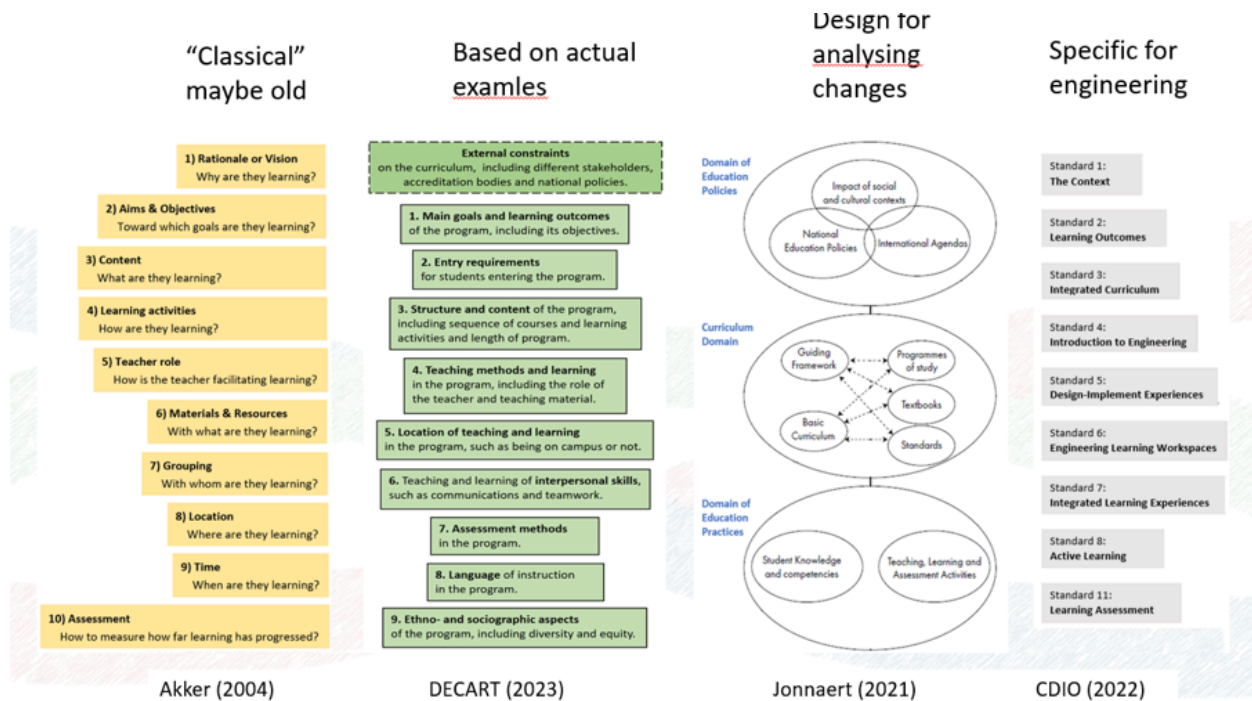 “Classical”
maybe old
1) Rationale or Vision
Why are they learning?
2) Aims & Objectives
Toward which goals are they learning?
3) Content
What are they learning?
4) Learning activities
How are they learning?
5) Teacher role
How is the teacher facilitating learning?
6) Materials & Resources
With what are they learning?
7) Grouping
With whom are they learning?
8) Location
Where are they learning?
9) Time
When are they learning?
10) Assessment
How to measure how far learning has progressed?
Akker (2004)
Based on actual
examles
External constraints
on the curriculum, including different stakeholders,
accreditation bodies and national policies.
1. Main goals and learning outcomes
of the program, including its objectives.
2. Entry requirements
for students entering the program.
3. Structure and content of the program,
including sequence of courses and learning
activities and length of program.
4. Teaching methods and learning
in the program, including the role of
the teacher and teaching material.
5. Location of teaching and learning
in the program, such as being on campus or not.
6. Teaching and learning of interpersonal skills,
such as communications and teamwork.
7. Assessment methods
in the program.
8. Language of instruction
in the program.
9. Ethno- and sociographic aspects
of the program, including diversity and equity.
DECART (2023)
Design for
analysing
changes
Domain of
Education
Policies
Impact of social
and cultural contexts
National
Education Policies
International Agendas
Curriculum
Domain
Guiding
Framework
Programmes
of study
Textbooks
Basic
Curriculum
Standards
Domain of
Education
Practices
Student Knowledge
and competencies
Teaching, Learning and
Assessment Activities
Jonnaert (2021)
Specific for
engineering
Standard 1:
The Context
Standard 2:
Learning Outcomes
Standard 3:
Integrated Curriculum
Standard 4:
Introduction to Engineering
Standard 5:
Design-Implement Experiences
Standard 6:
Engineering Learning Workspaces
Standard 7:
Integrated Learning Experiences
Standard 8:
Active Learning
Standard 11:
Learning Assessment
CDIO (2022)